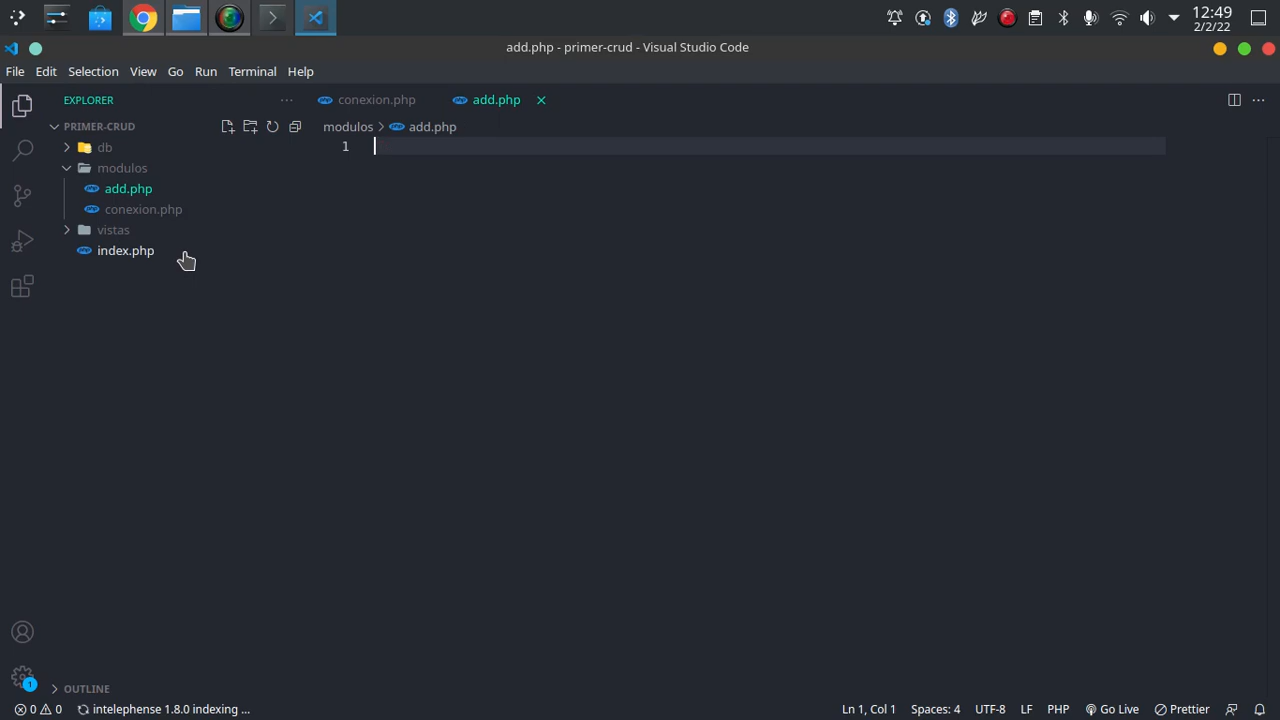 12:49
2/2/22
add.php - primer-crud - Visual Studio Code
File Edit Selection View Go Run Terminal Help
EXPLORER
conexion.php
add.php
PRIMER-CRUD
modulos > add.php
db
1
modulos
add.php
conexion.php
vistas
index.php
1
OUTLINE
0 0 intelephense 1.8.0 indexing ...
Ln 1, Col 1 Spaces: 4 UTF-8 LF PHP Go Live Prettier